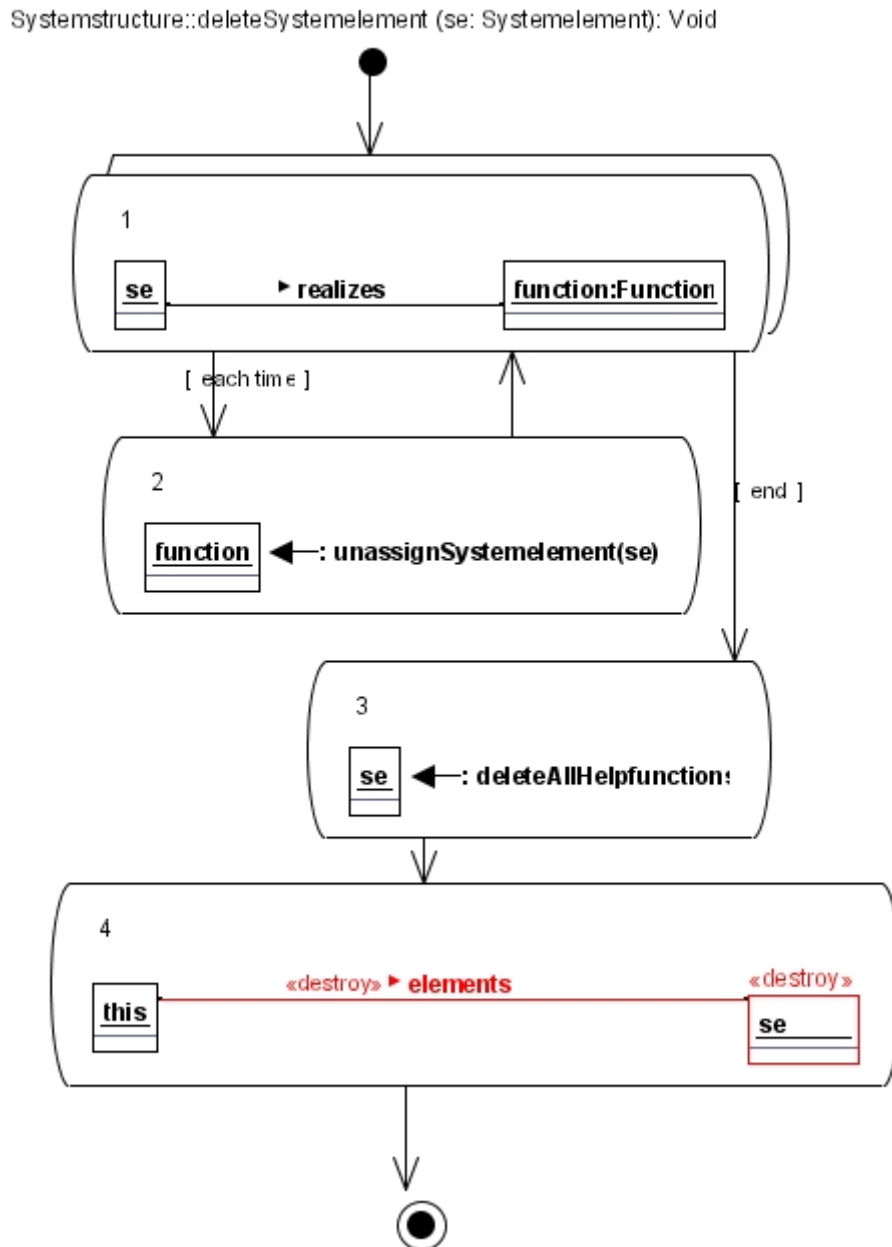 Systemstructure::deleteSystemelement (se: Systemelement): Void
1
se
realizes
function:Function
[ each time ]
2
function
: unassignSystemelement(se)
[ end ]
3
se
: deleteAllHelpfunctions
4
«destroy» elements
«destroy»
this
se